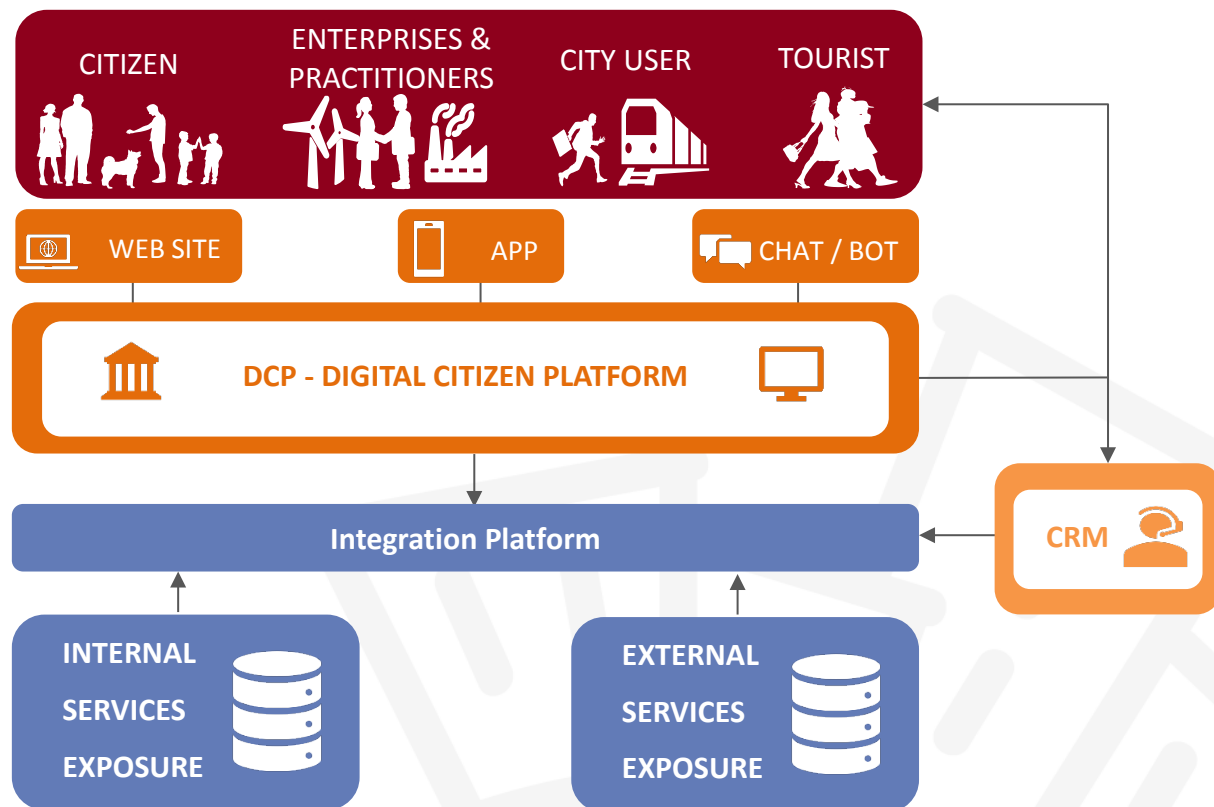 CITIZEN
ENTERPRISES &
PRACTITIONERS
CITY USER
TOURIST
WEB SITE
APP
CHAT / BOT
DCP - DIGITAL CITIZEN PLATFORM
Integration Platform
CRM
INTERNAL
SERVICES
EXPOSURE
EXTERNAL
SERVICES
EXPOSURE